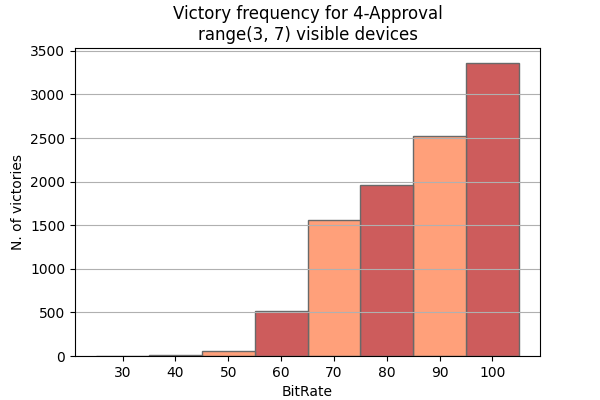 Victory frequency for 4-Approval
range(3, 7) visible devices
3500
3000
2500
2000
1500
1000
500
0
N. of victories
30 40 50 60 70 80 90 100
BitRate